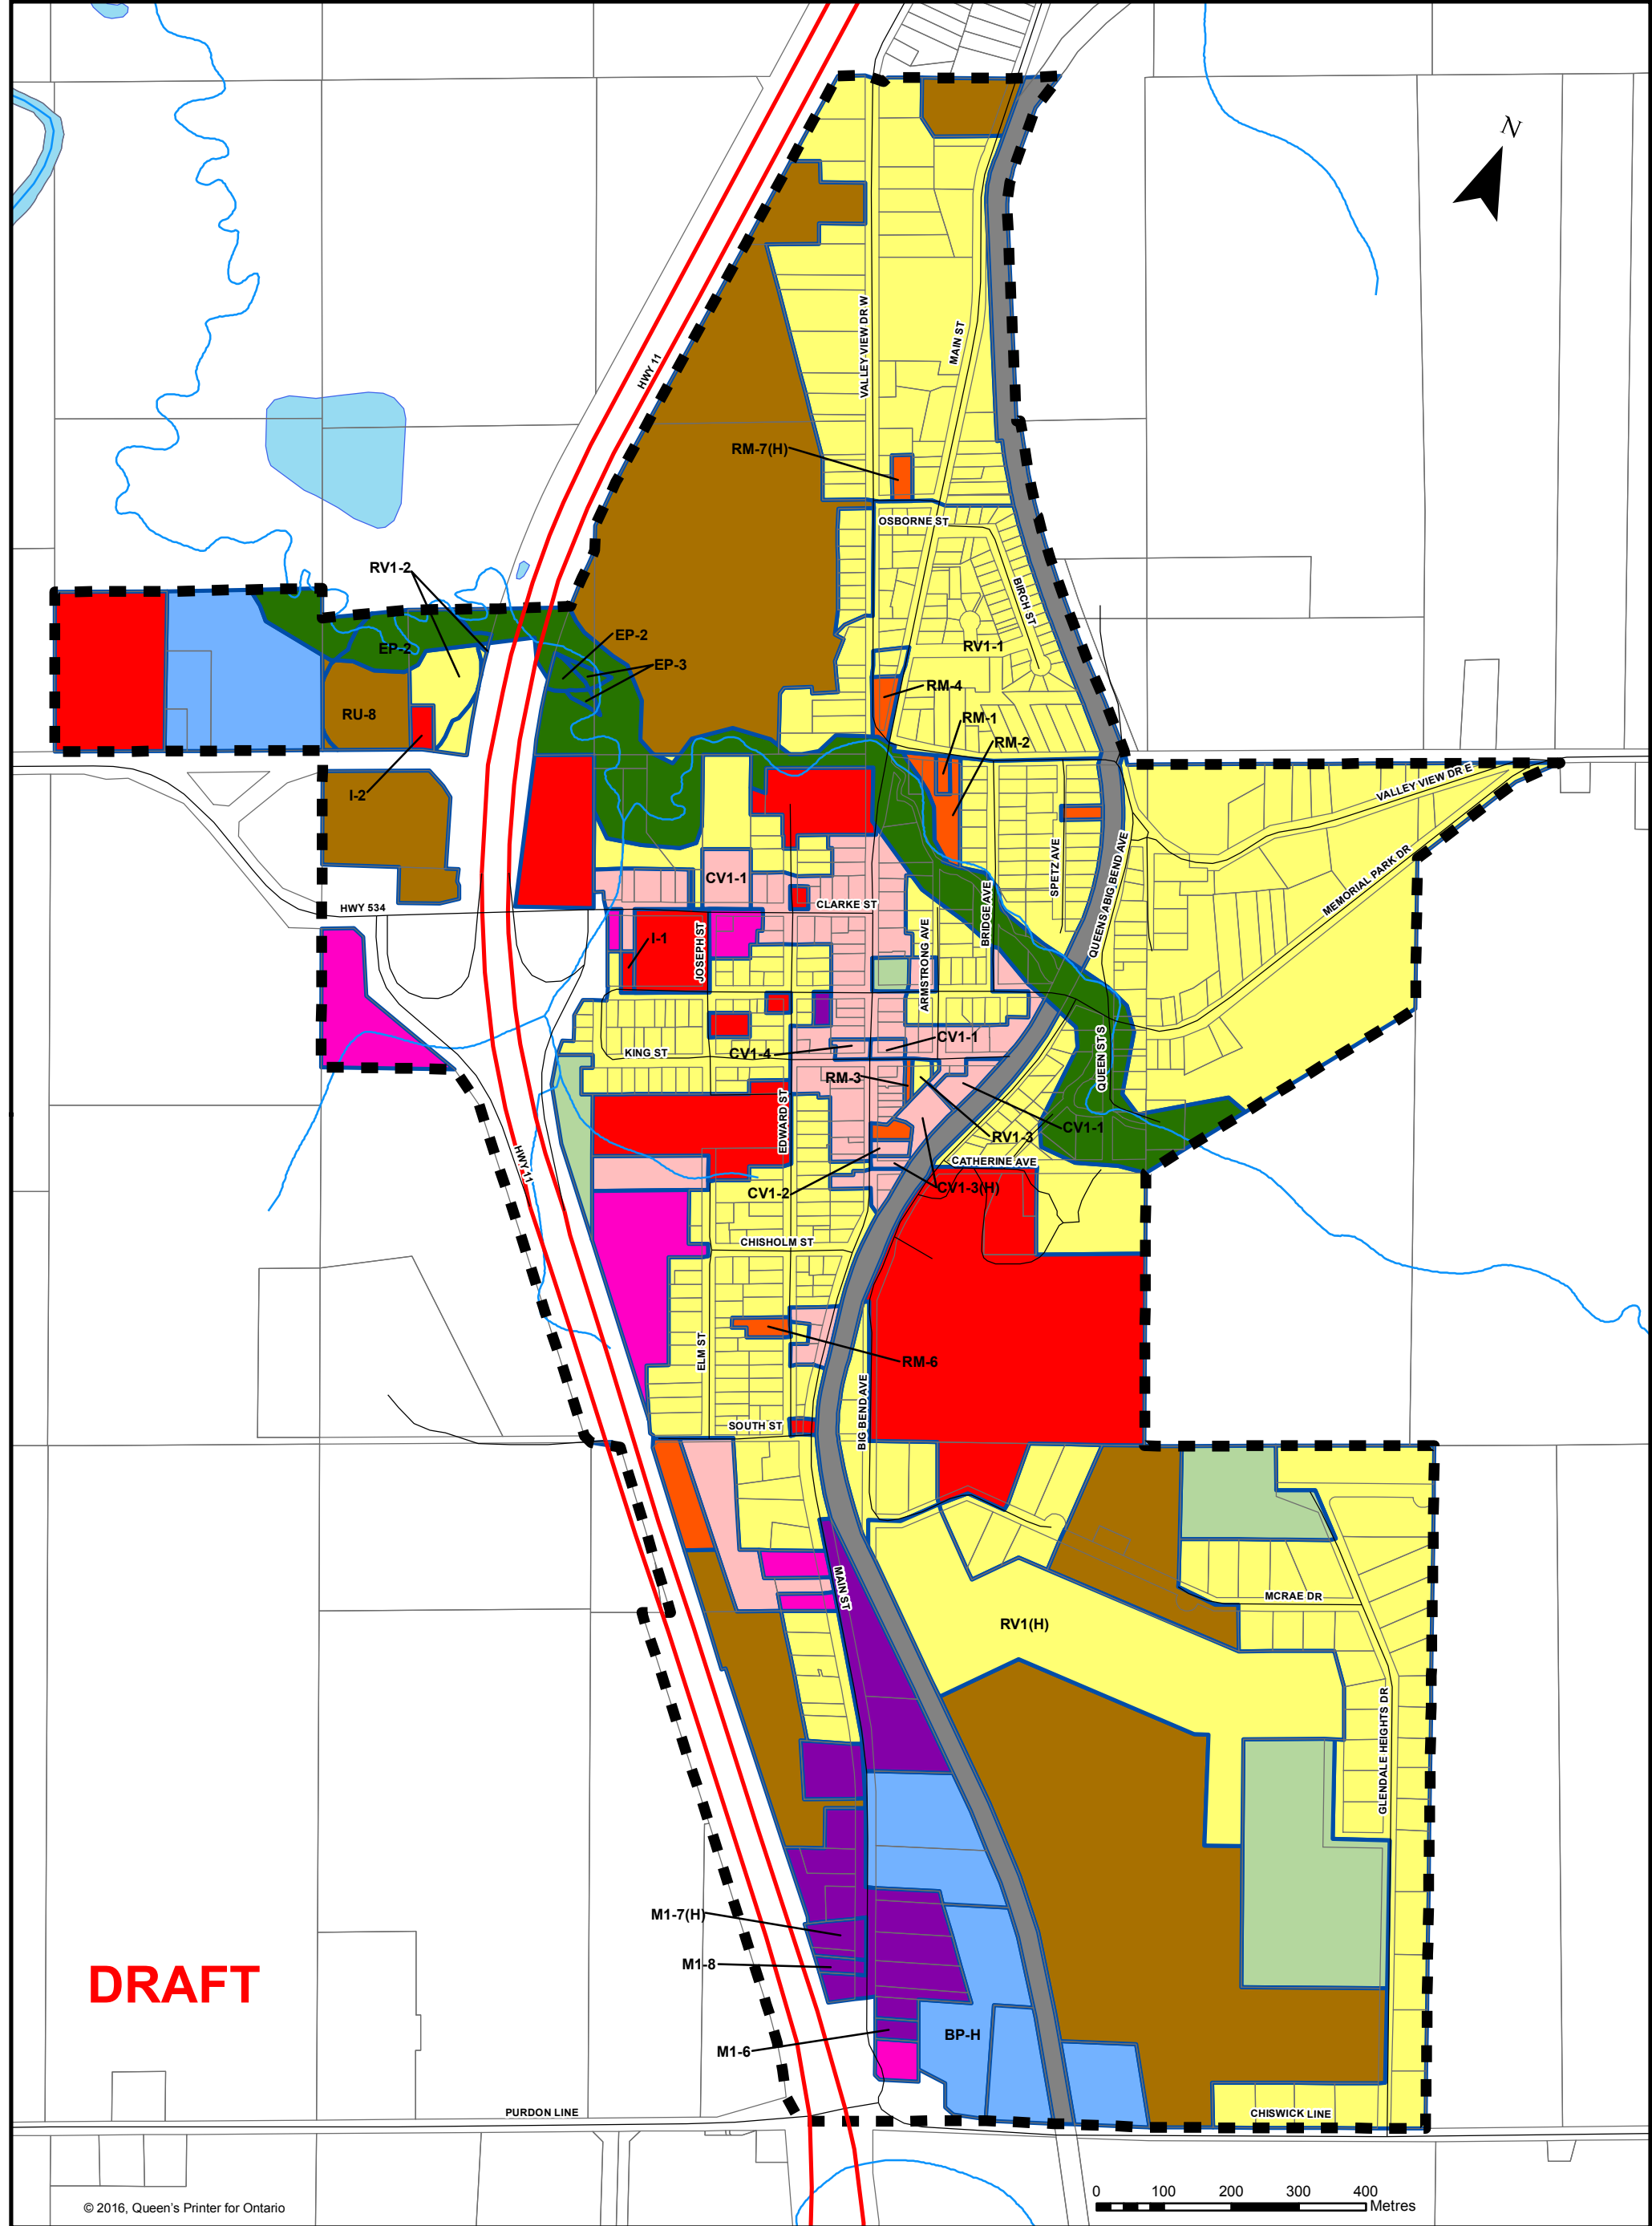 N
HWY 11
VALLEY VIEW DR W
MAIN ST
RM-7(H)
OSBORNE ST
BIRCH ST
RV1-2
EP-2
EP-2
EP-3
RV1-1
RU-8
RM-4
RM-1
RM-2
I-2
VALLEY VIEW DR E
MEMORIAL PARK DR
SPETZ AVE
QUEENS ABIG BEND AVE
CV1-1
HWY 534
CLARKE ST
BRIDGE AVE
ARMSTRONG AVE
JOSEPH ST
I-1
KING ST
CV1-4
CV1-1
QUEEN ST S
RM-3
EDWARD ST
CV1-1
RV1-3
HWY 11
CATHERINE AVE
CV1-2
CV1-3(H)
CHISHOLM ST
ELM ST
RM-6
BIG BEND AVE
SOUTH ST
MAIN ST
MCRAE DR
RV1(H)
GLENDALE HEIGHTS DR
M1-7(H)
M1-8
DRAFT
BP-H
M1-6
PURDON LINE
CHISWICK LINE
0 100 200 300 400
Metres
© 2016, Queen's Printer for Ontario